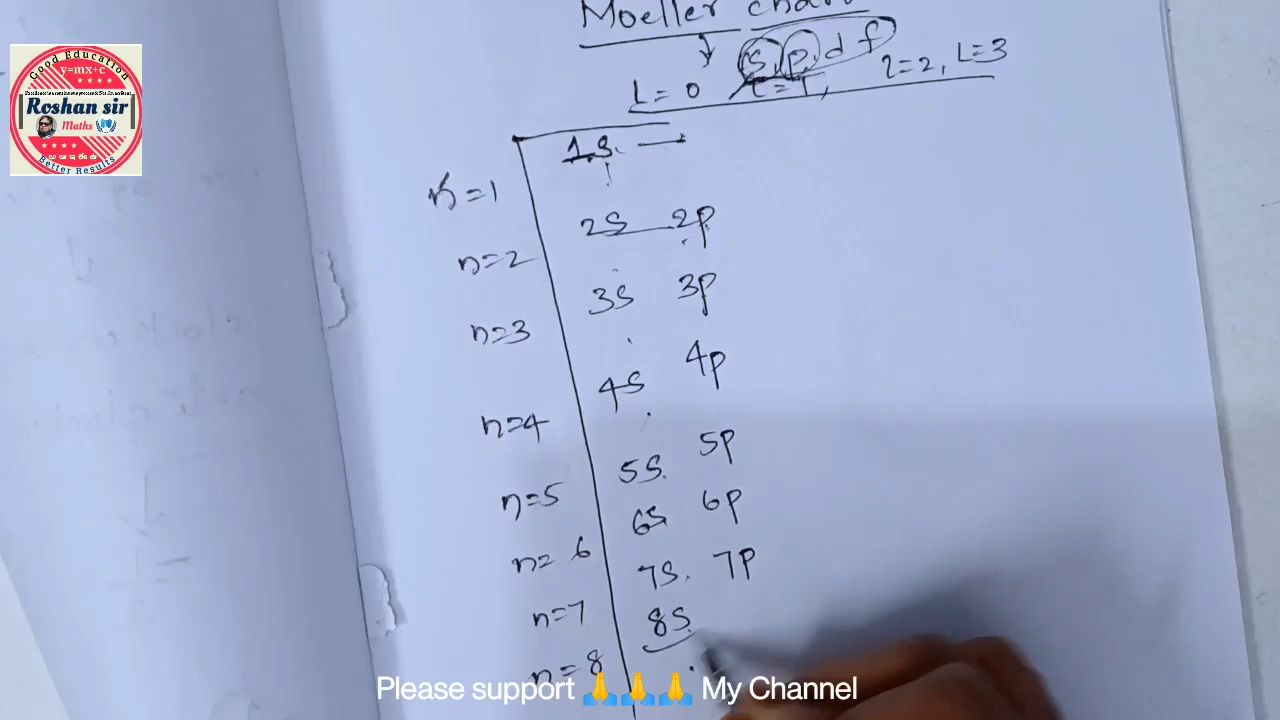 Moeller chart
s, p, d f
L = 0 l = 1, l = 2, L = 3
1s
n = 1
2s 2p
n = 2
3s 3p
n = 3
4s 4p
n = 4
5s 5p
n = 5
6s 6p
n = 6
7s. 7p
n = 7
8s
n = 8
Good Education
y=mx+c
Roshan sir
Maths
Better Results
Please support 🙏🙏🙏 My Channel